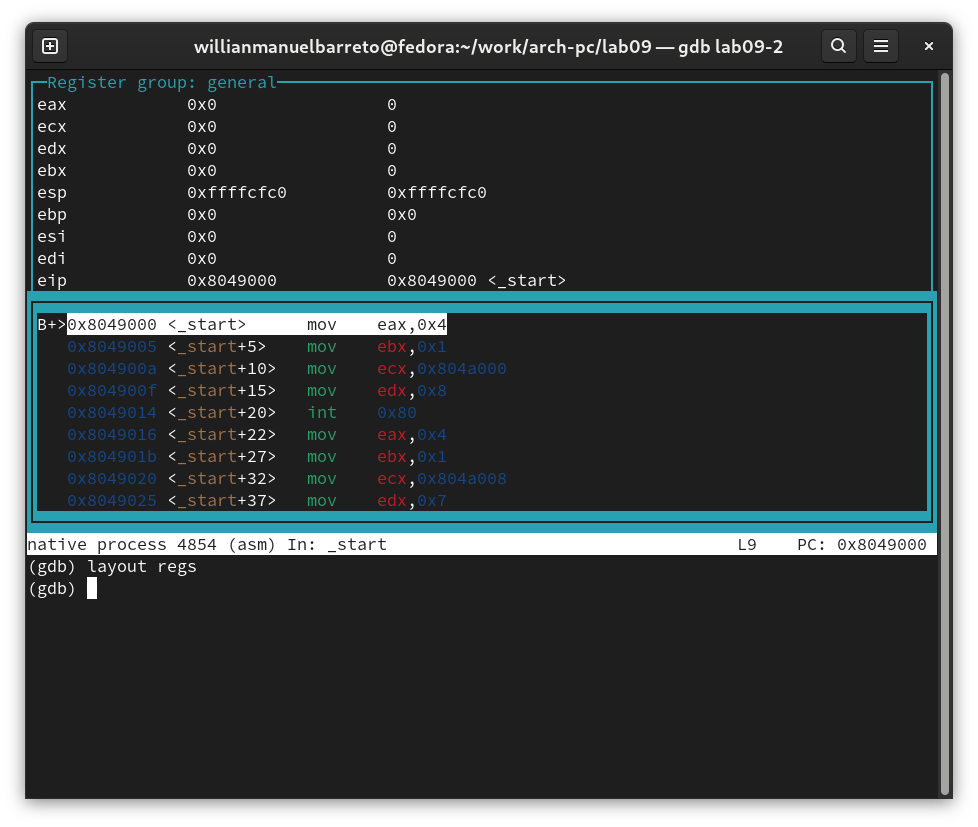 willianmanuelbarreto@fedora:~/work/arch-pc/lab09 — gdb lab09-2
Register group: general
eax 0x0 0
ecx 0x0 0
edx 0x0 0
ebx 0x0 0
esp 0xffffcfc0 0xffffcfc0
ebp 0x0 0x0
esi 0x0 0
edi 0x0 0
eip 0x8049000 0x8049000 <_start>
B+>0x8049000 <_start> mov eax,0x4
0x8049005 <_start+5> mov ebx,0x1
0x804900a <_start+10> mov ecx,0x804a000
0x804900f <_start+15> mov edx,0x8
0x8049014 <_start+20> int 0x80
0x8049016 <_start+22> mov eax,0x4
0x804901b <_start+27> mov ebx,0x1
0x8049020 <_start+32> mov ecx,0x804a008
0x8049025 <_start+37> mov edx,0x7
native process 4854 (asm) In: _start L9 PC: 0x8049000
(gdb) layout regs
(gdb)